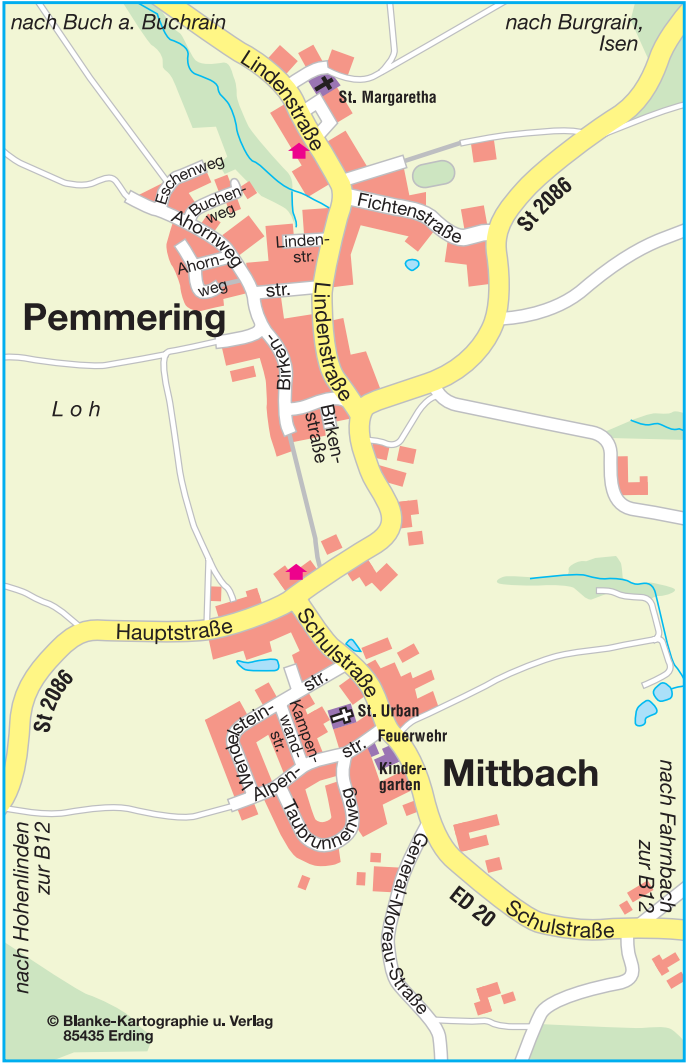 nach Buch a. Buchrain
nach Burgrain,
Isen
Lindenstraße
St. Margaretha
Eschenweg
Buchen-
weg
Ahornweg
Fichtenstraße
St 2086
Linden-
str.
Ahorn-
weg
str.
Pemmering
Lindenstraße
Birken-
Loh
Birken-
straße
Hauptstraße
Schulstraße
St 2086
str.
Wendelstein-
Kampen-
wand-
str.
St. Urban
Feuerwehr
str.
Alpen-
Kinder-
garten
Mittbach
Taubrunnenweg
nach Hohenlinden
zur B12
nach Fahrnbach
zur B12
General-Moreau-Straße
ED 20
Schulstraße
© Blanke-Kartographie u. Verlag
85435 Erding